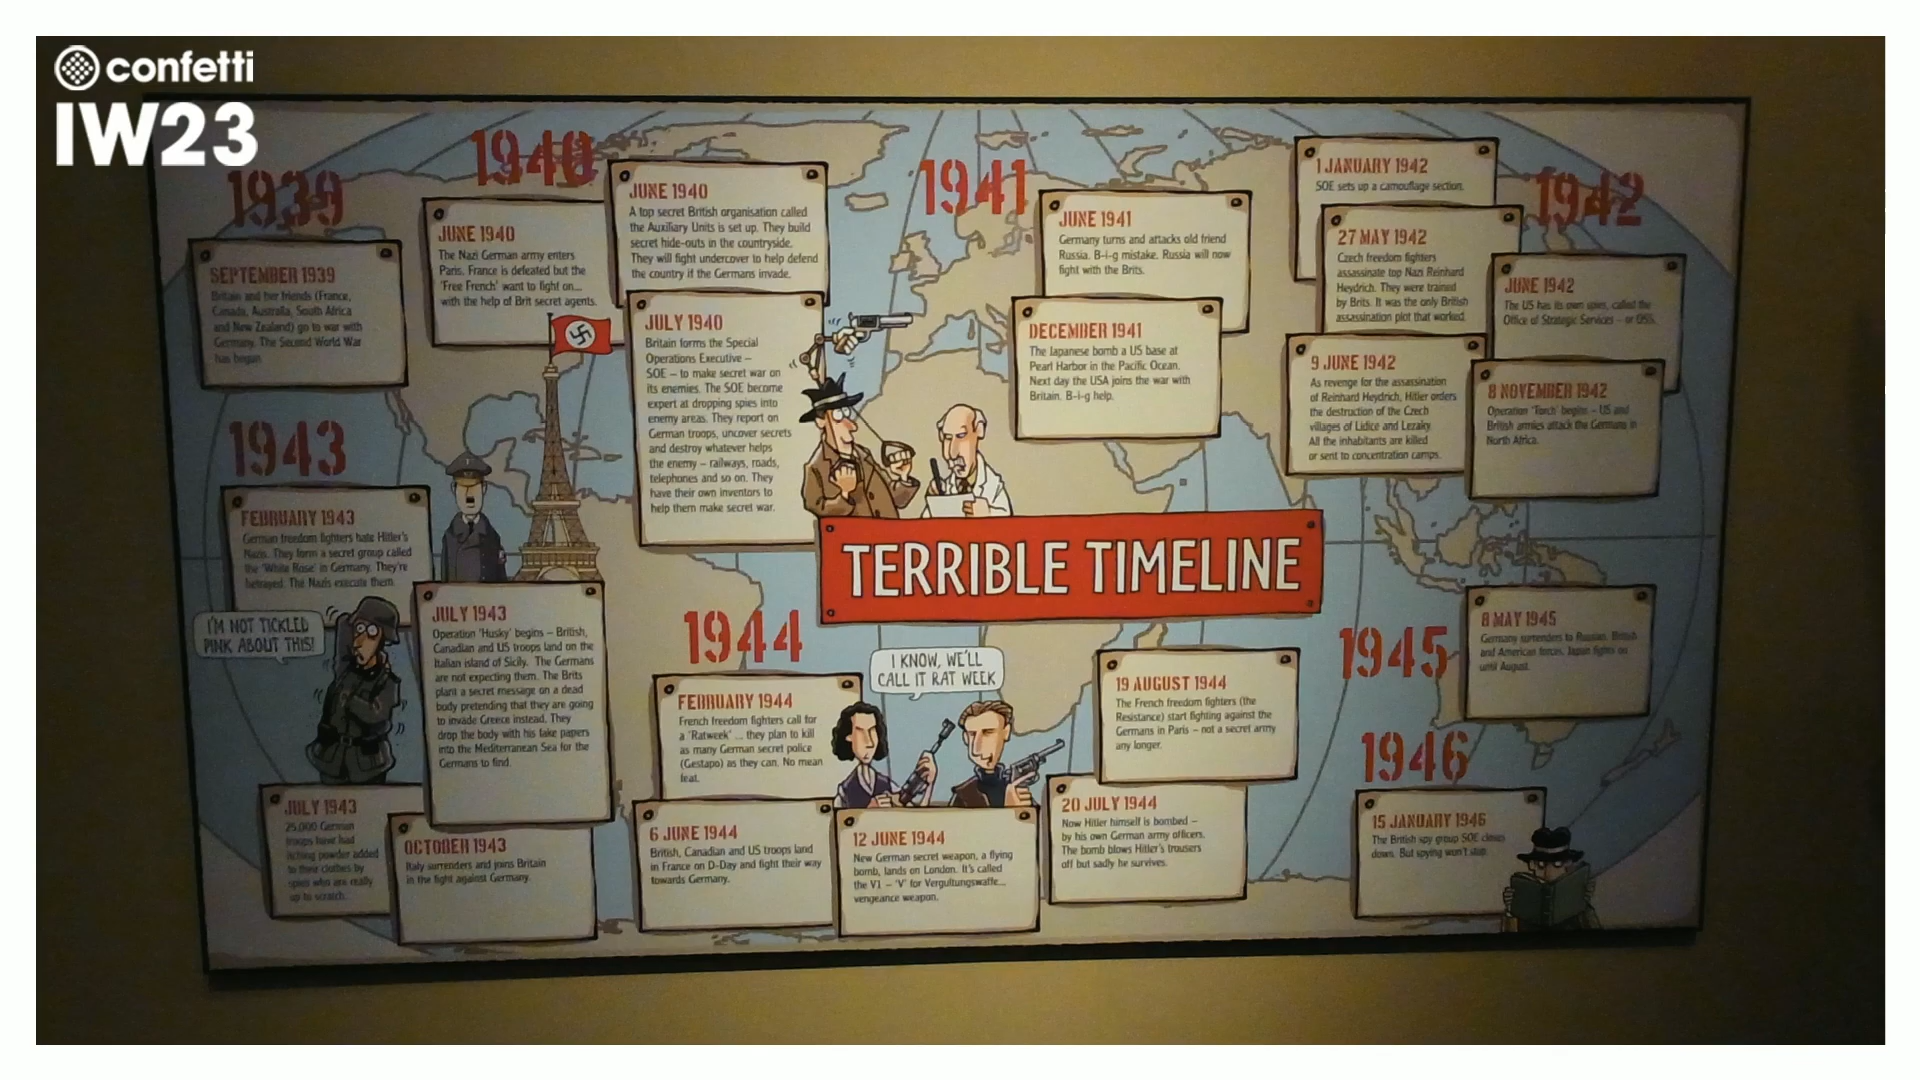 confetti
IW23
1939
SEPTEMBER 1939
Britain and her friends (France,
Canada, Australia, South Africa
and New Zealand) go to war with
Germany. The Second World War
has begun.
1940
JUNE 1940
The Nazi German army enters
Paris. France is defeated but the
'Free French' want to fight on...
with the help of Brit secret agents.
JUNE 1940
A top secret British organisation called
the Auxiliary Units is set up. They build
secret hide-outs in the countryside.
They will fight undercover to help defend
the country if the Germans invade.
JULY 1940
Britain forms the Special
Operations Executive –
SOE – to make secret war on
its enemies. The SOE become
expert at dropping spies into
enemy areas. They report on
German troops, uncover secrets
and destroy whatever helps
the enemy – railways, roads,
telephones and so on. They
have their own inventors to
help them make secret war.
1941
JUNE 1941
Germany turns and attacks old friend
Russia. B-i-g mistake. Russia will now
fight with the Brits.
DECEMBER 1941
The Japanese bomb a US base at
Pearl Harbor in the Pacific Ocean.
Next day the USA joins the war with
Britain. B-i-g help.
1942
1 JANUARY 1942
SOE sets up a camouflage section.
27 MAY 1942
Czech freedom fighters
assassinate top Nazi Reinhard
Heydrich. They were trained
by Brits. It was the only British
assassination plot that worked.
JUNE 1942
The US has its own spies, called the
Office of Strategic Services – or OSS.
9 JUNE 1942
As revenge for the assassination
of Reinhard Heydrich, Hitler orders
the destruction of the Czech
villages of Lidice and Lezaky.
All the inhabitants are killed
or sent to concentration camps.
8 NOVEMBER 1942
Operation 'Torch' begins – US and
British armies attack the Germans in
North Africa.
TERRIBLE TIMELINE
1943
FEBRUARY 1943
German freedom fighters hate Hitler's
Nazis. They form a secret group called
the 'White Rose' in Germany. They're
betrayed. The Nazis execute them.
I'M NOT TICKLED
PINK ABOUT THIS!
JULY 1943
Operation 'Husky' begins – British,
Canadian and US troops land on the
Italian island of Sicily. The Germans
are not expecting them. The Brits
plant a secret message on a dead
body pretending that they are going
to invade Greece instead. They
drop the body with his fake papers
into the Mediterranean Sea for the
Germans to find.
JULY 1943
25,000 German
troops have had
itching powder added
to their clothes by
spies who are really
up to scratch.
OCTOBER 1943
Italy surrenders and joins Britain
in the fight against Germany.
1944
FEBRUARY 1944
French freedom fighters call for
a 'Ratweek' ... they plan to kill
as many German secret police
(Gestapo) as they can. No mean
feat.
I KNOW, WE'LL
CALL IT RAT WEEK
6 JUNE 1944
British, Canadian and US troops land
in France on D-Day and fight their way
towards Germany.
12 JUNE 1944
New German secret weapon, a flying
bomb, lands on London. It's called
the V1 – 'V' for Vergultungswaffe...
vengeance weapon.
19 AUGUST 1944
The French freedom fighters (the
Resistance) start fighting against the
Germans in Paris – not a secret army
any longer.
20 JULY 1944
Now Hitler himself is bombed –
by his own German army officers.
The bomb blows Hitler's trousers
off but sadly he survives.
1945
8 MAY 1945
Germany surrenders to Russian, British
and American forces. Japan fights on
until August.
1946
15 JANUARY 1946
The British spy group SOE closes
down. But spying won't stop.